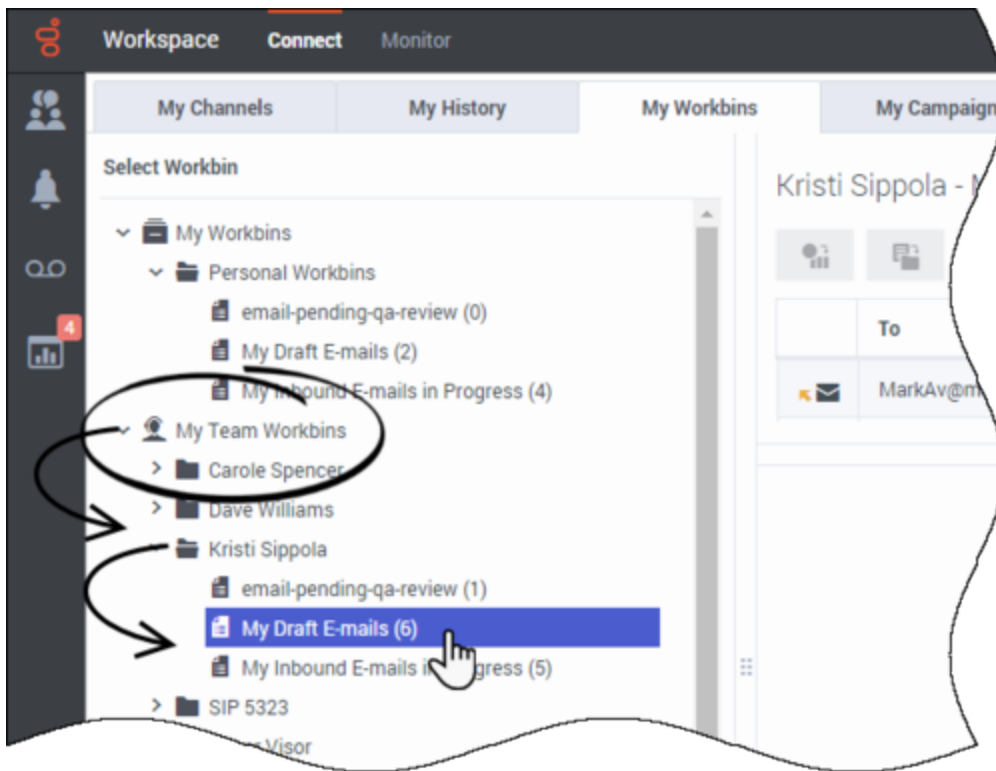 Workspace Connect Monitor
My Channels My History My Workbins My Campaign
Select Workbin
Kristi Sippola -
My Workbins
Personal Workbins
email-pending-qa-review (0)
My Draft E-mails (2)
To
My Inbound E-mails in Progress (4)
MarkAv@m
4
My Team Workbins
Carole Spencer
Dave Williams
Kristi Sippola
email-pending-qa-review (1)
My Draft E-mails (6)
My Inbound E-mails in gress (5)
SIP 5323
Visor